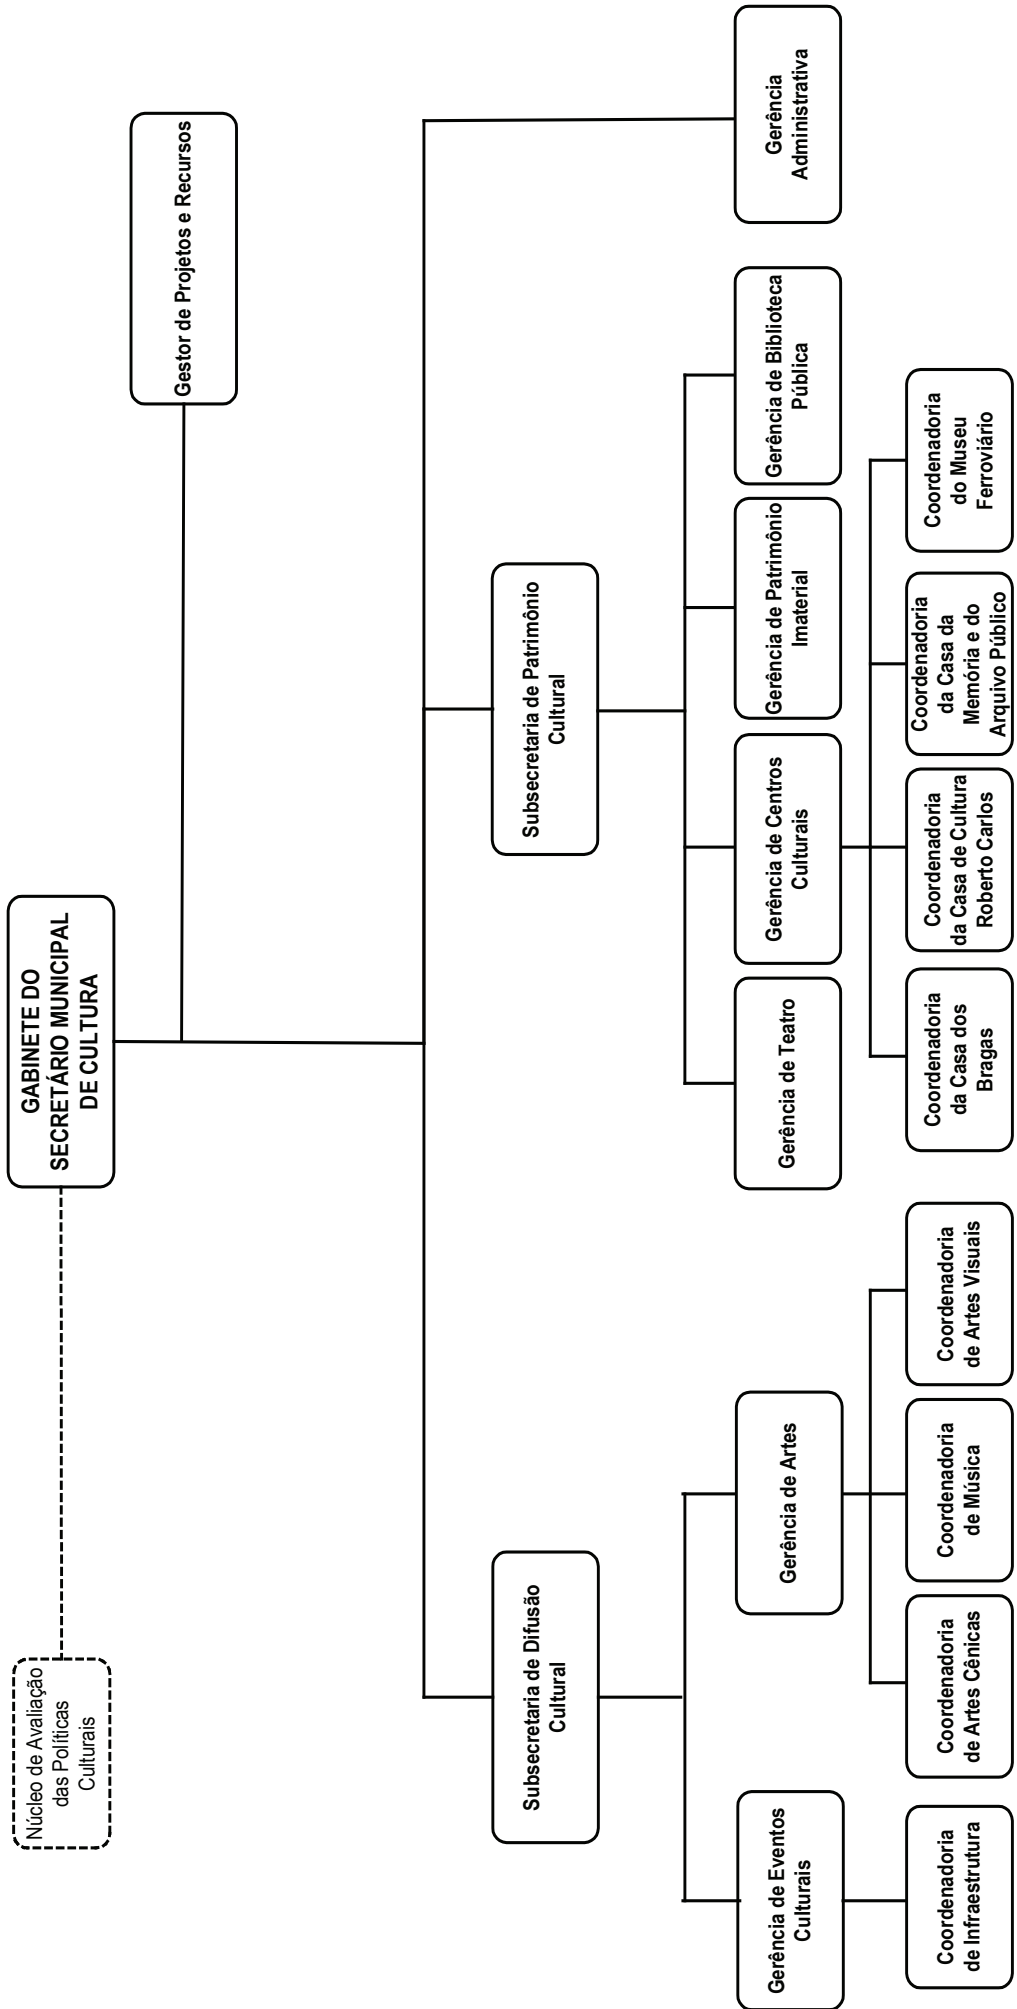 Núcleo de Avaliação
das Políticas
Culturais
GABINETE DO
SECRETÁRIO MUNICIPAL
DE CULTURA
Gestor de Projetos e Recursos
Subsecretaria de Difusão
Cultural
Subsecretaria de Patrimônio
Cultural
Gerência de Eventos
Culturais
Gerência de Artes
Gerência de Teatro
Gerência de Centros
Culturais
Gerência de Patrimônio
Imaterial
Gerência de Biblioteca
Pública
Gerência
Administrativa
Coordenadoria
de Infraestrutura
Coordenadoria
de Artes Cênicas
Coordenadoria
de Música
Coordenadoria
de Artes Visuais
Coordenadoria
da Casa dos
Bragas
Coordenadoria
da Casa de Cultura
Roberto Carlos
Coordenadoria
da Casa da
Memória e do
Arquivo Público
Coordenadoria
do Museu
Ferroviário